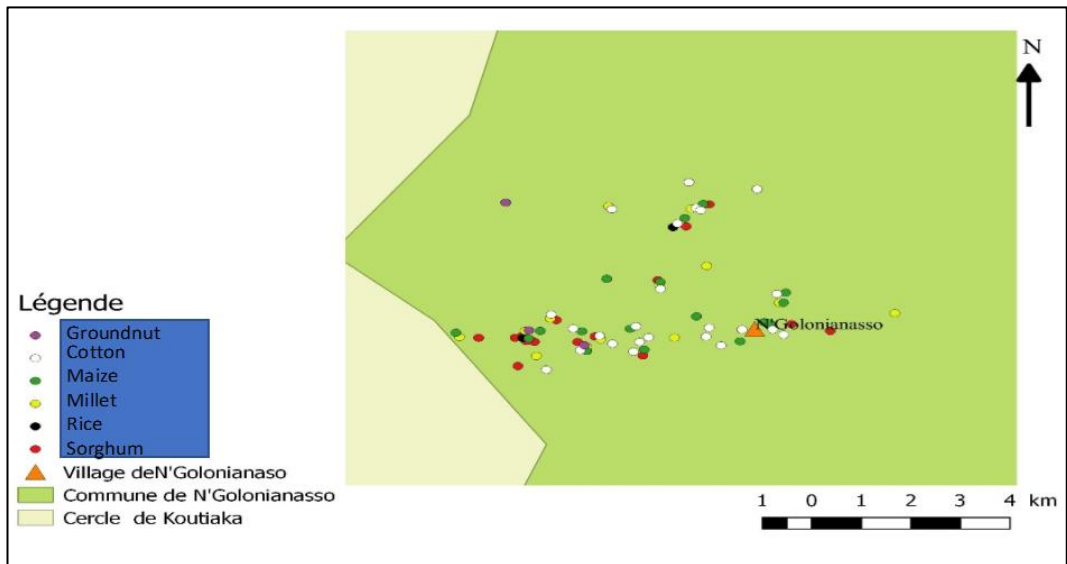 N
N'Golonianasso
Légende
Groundnut
Cotton
Maize
Millet
Rice
Sorghum
Village deN'Golonianaso
Commune de N'Golonianasso
Cercle de Koutiaka
1 0 1 2 3 4 km